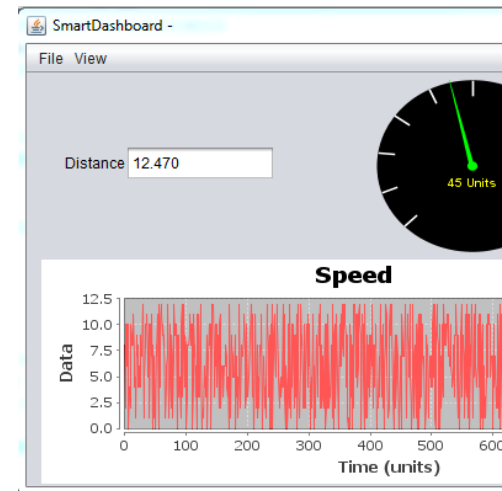 SmartDashboard -
File View
Distance 12.470
45 Units
Speed
12.5
10.0
7.5
5.0
2.5
0.0
Data
0 100 200 300 400 500 600
Time (units)